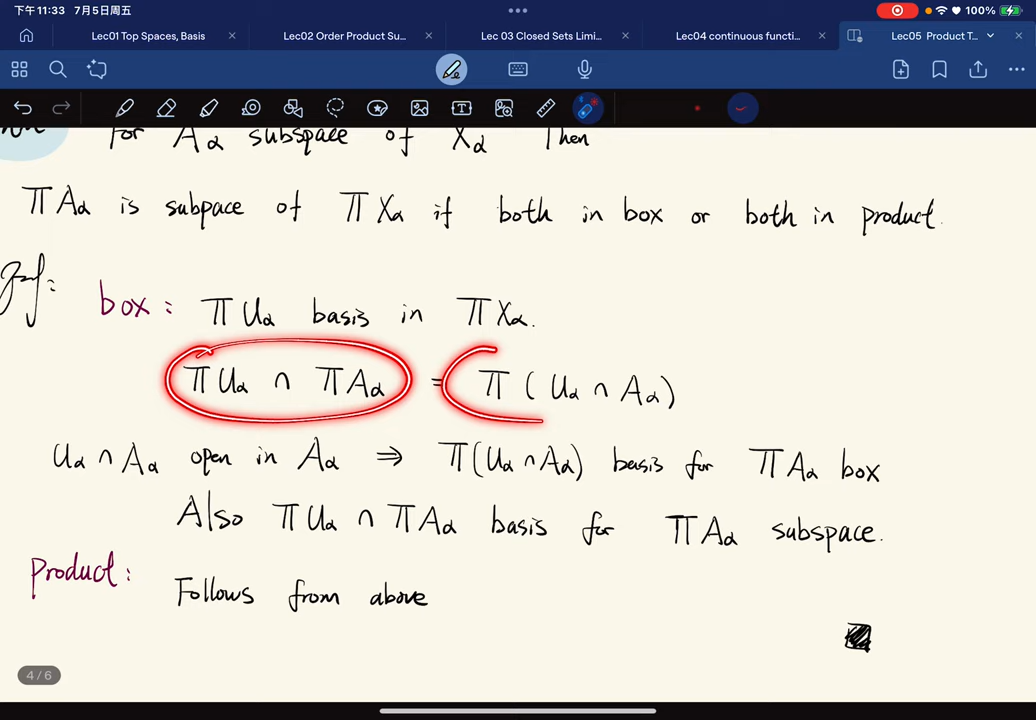 下午11:33 7月5日周五
100%
Lec01 Top Spaces, Basis
Lec02 Order Product Su...
Lec 03 Closed Sets Limi...
Lec04 continuous functi...
Lec05 Product T...
For Aα subspace of Xα Then
πAα is subpace of πXα if both in box or both in product.
box: πUα basis in πXα.
πUα ∩ πAα = π(Uα ∩ Aα)
Uα ∩ Aα open in Aα ⇒ π(Uα ∩ Aα) basis for πAα box
Also πUα ∩ πAα basis for πAα subspace.
Product: Follows from above
4 / 6